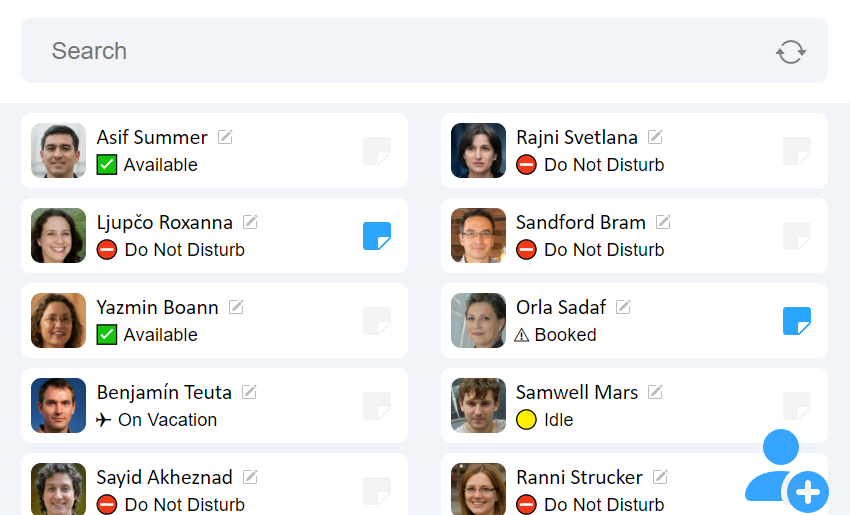 Search
Asif Summer
Available
Rajni Svetlana
Do Not Disturb
Ljupčo Roxanna
Do Not Disturb
Sandford Bram
Do Not Disturb
Yazmin Boann
Available
Orla Sadaf
Booked
Benjamín Teuta
On Vacation
Samwell Mars
Idle
Sayid Akheznad
Do Not Disturb
Ranni Strucker
Do Not Disturb